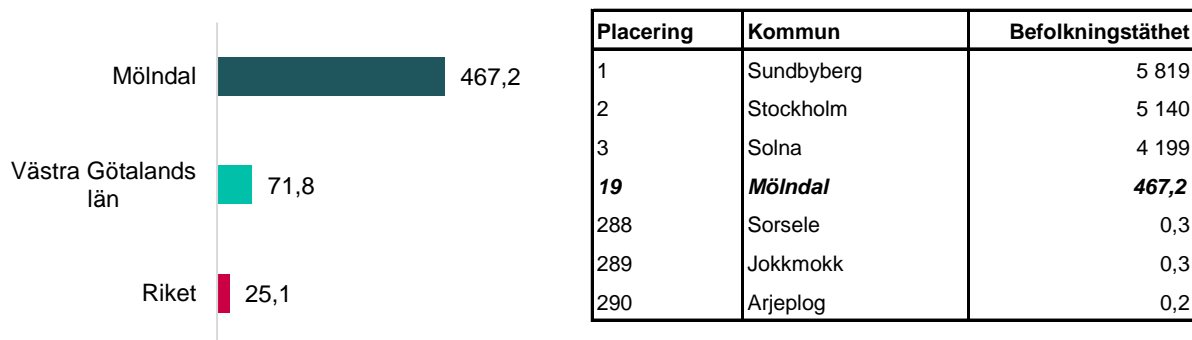 Mölndal
467,2
Västra Götalands
län
71,8
Riket
25,1
Placering Kommun Befolkningstäthet
1 Sundbyberg 5 819
2 Stockholm 5 140
3 Solna 4 199
19 Mölndal 467,2
288 Sorsele 0,3
289 Jokkmokk 0,3
290 Arjeplog 0,2